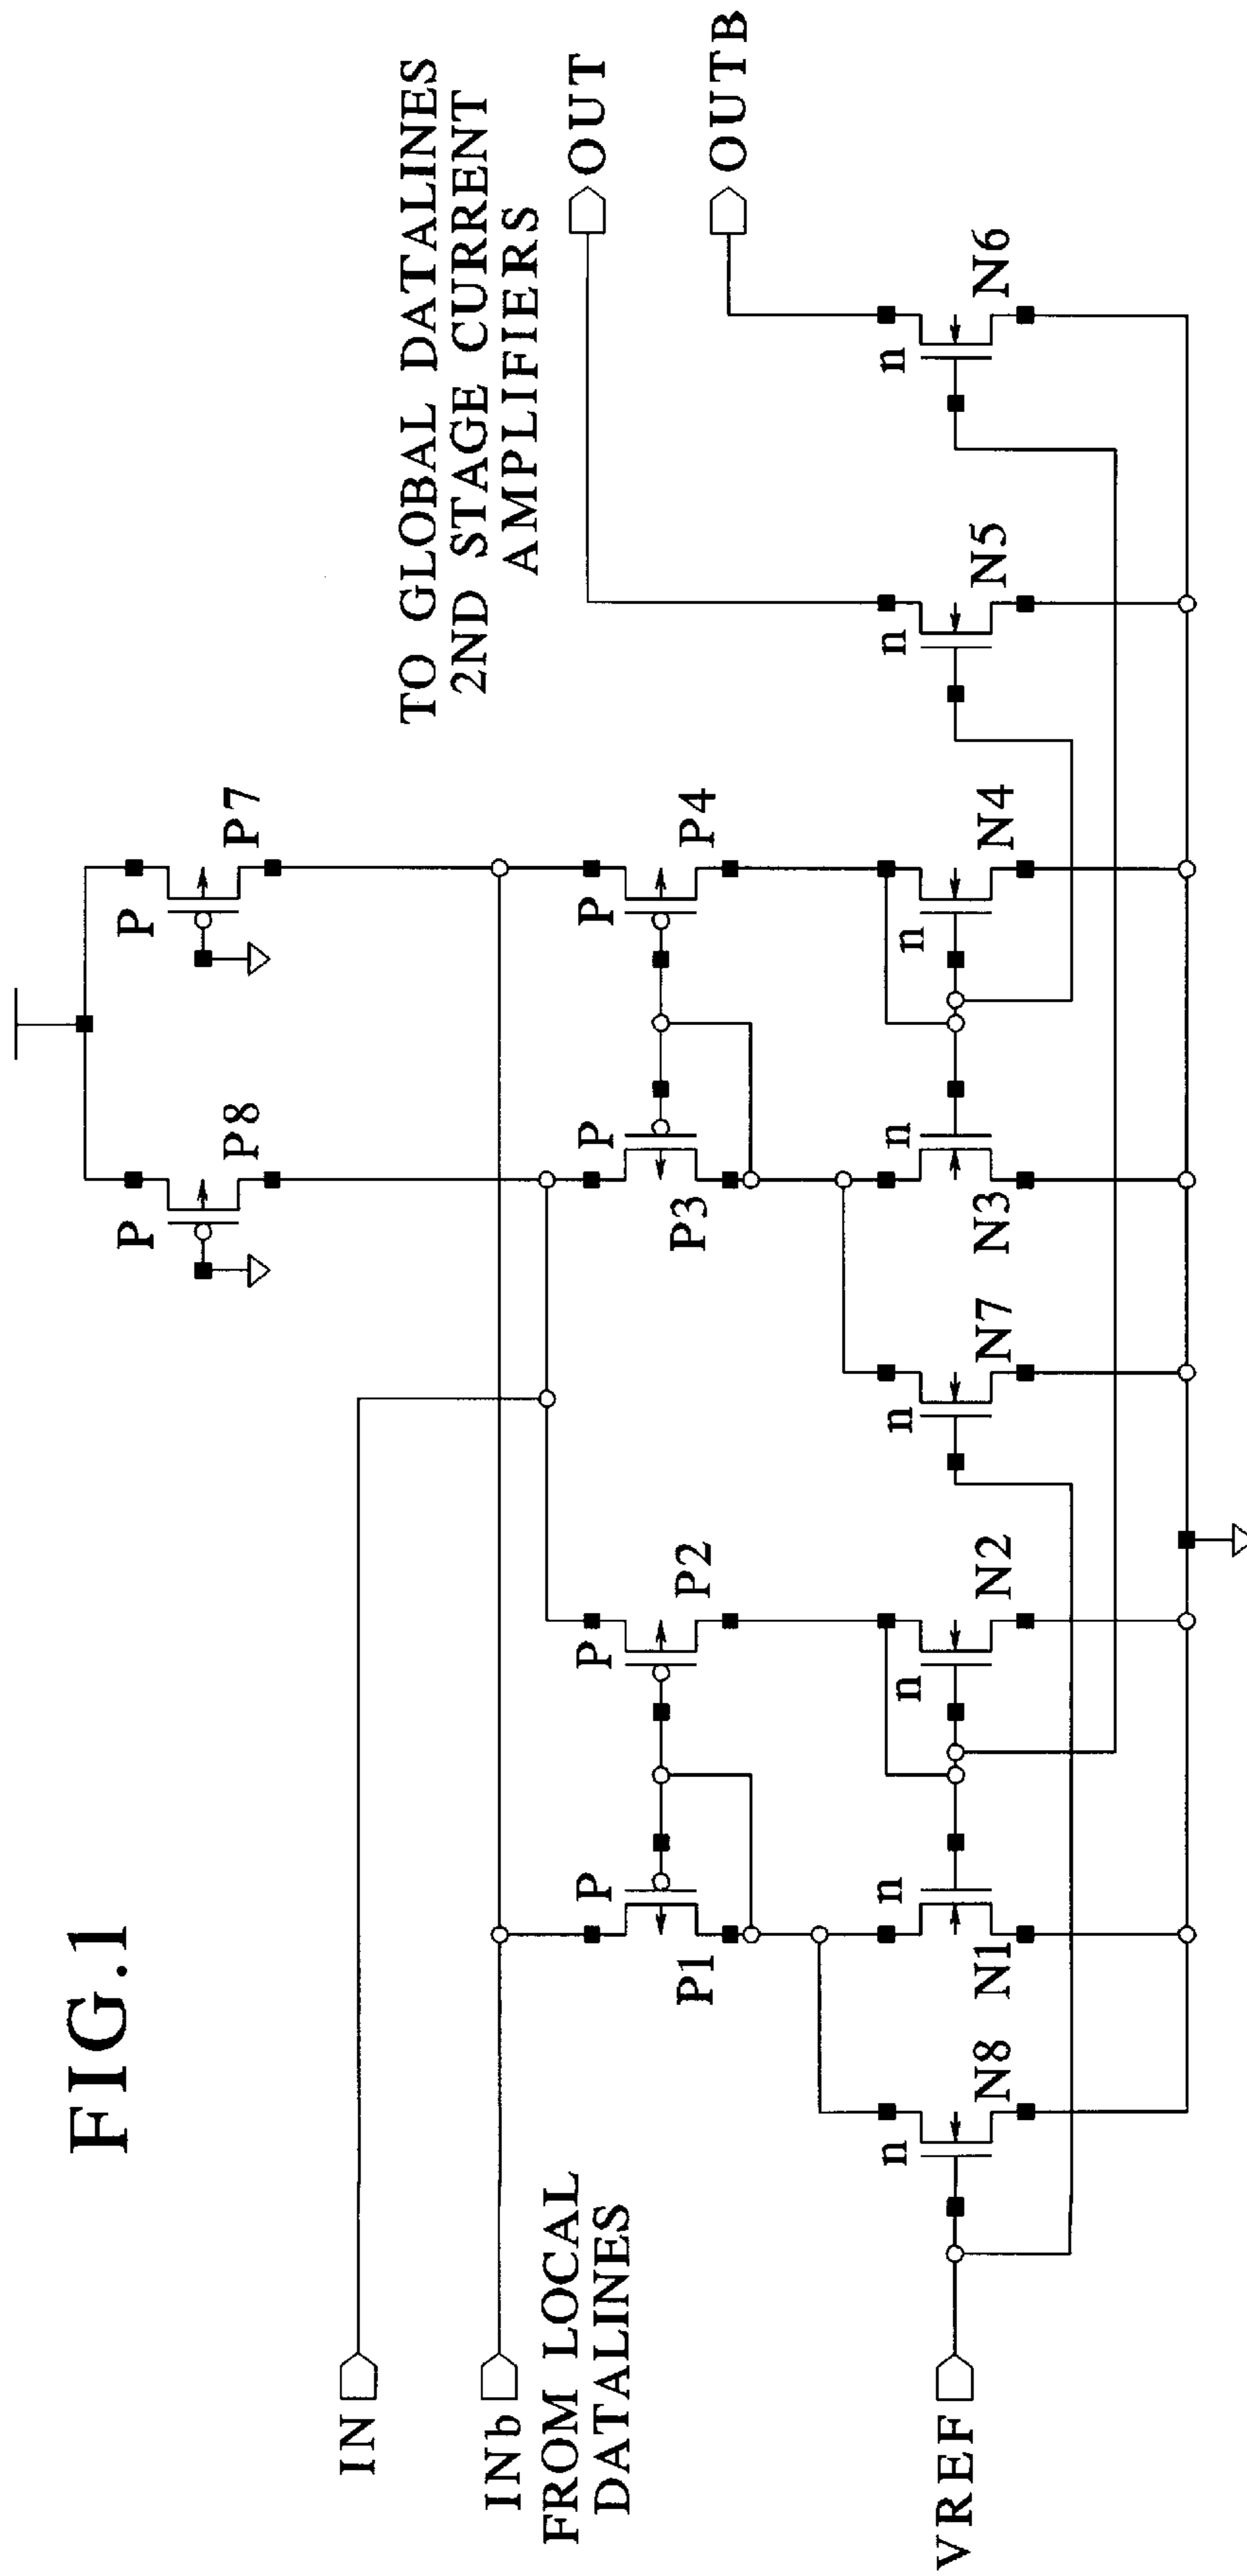 FIG.1
P
P8
P
P7
IN
INb
FROM LOCAL
DATALINES
TO GLOBAL DATALINES
2ND STAGE CURRENT
AMPLIFIERS
OUT
OUTB
P
P1
P
P2
P
P3
P
P4
VREF
n
N8
n
N1
n
N2
n
N7
n
N3
n
N4
n
N5
n
N6